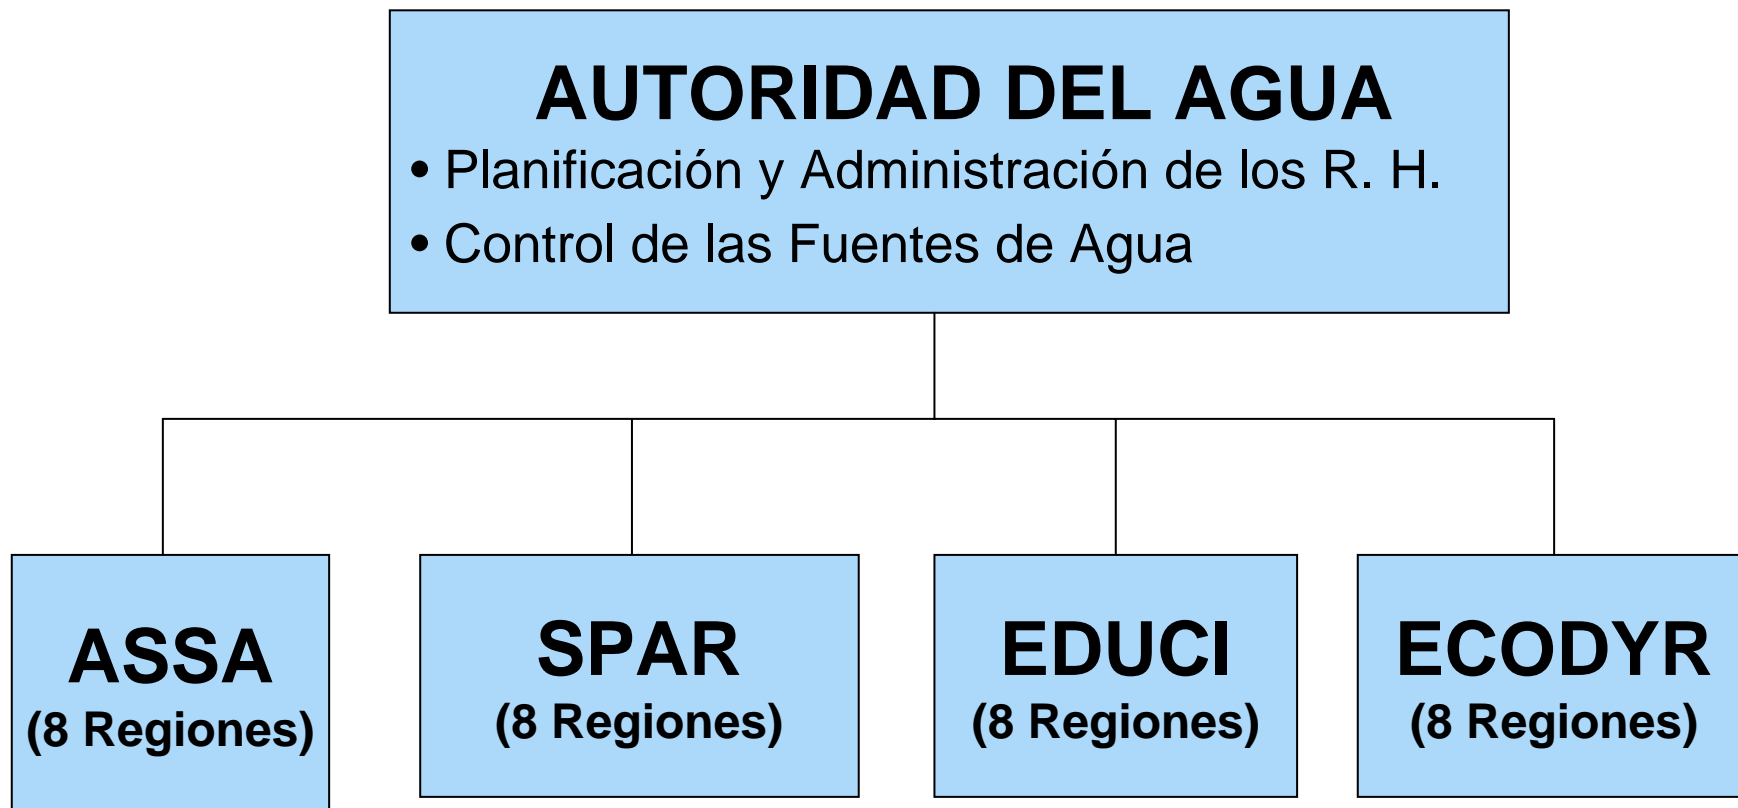 AUTORIDAD DEL AGUA
• Planificación y Administración de los R. H.
• Control de las Fuentes de Agua
ASSA
(8 Regiones)
SPAR
(8 Regiones)
EDUCI
(8 Regiones)
ECODYR
(8 Regiones)